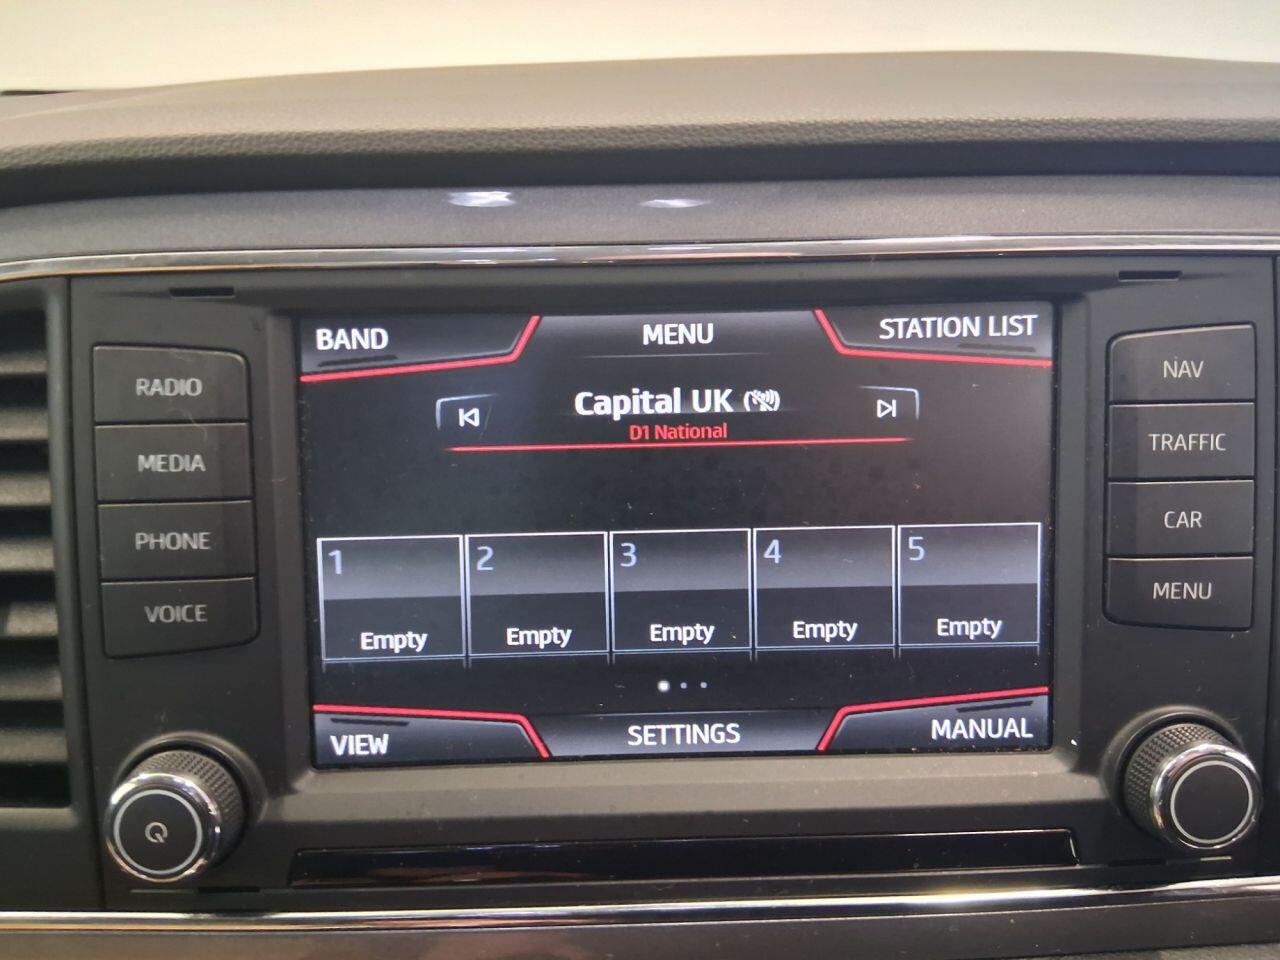 BAND
MENU
STATION LIST
Capital UK
D1 National
1
2
3
4
5
Empty
Empty
Empty
Empty
Empty
VIEW
SETTINGS
MANUAL
RADIO
MEDIA
PHONE
VOICE
NAV
TRAFFIC
CAR
MENU